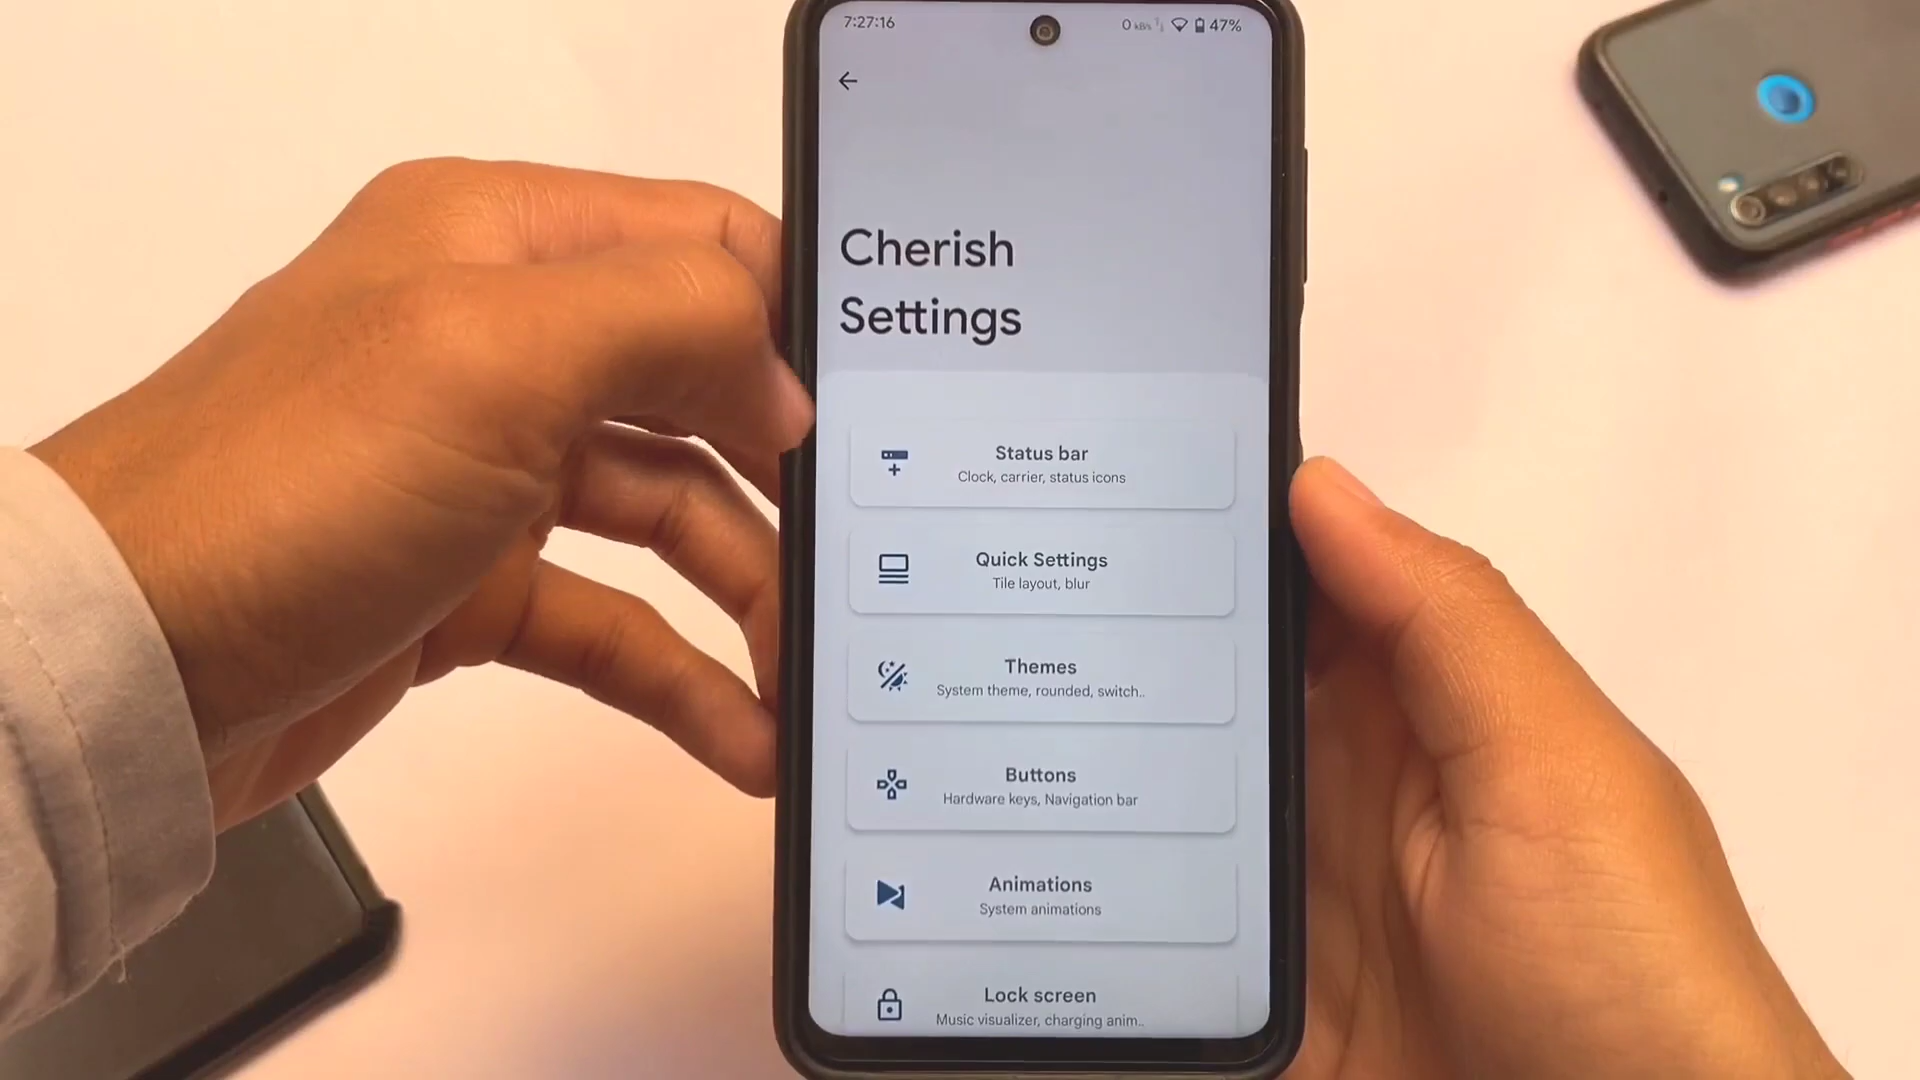 7:27:16
0 kB/s
47%
Cherish
Settings
Status bar
Clock, carrier, status icons
Quick Settings
Tile layout, blur
Themes
System theme, rounded, switch..
Buttons
Hardware keys, Navigation bar
Animations
System animations
Lock screen
Music visualizer, charging anim..